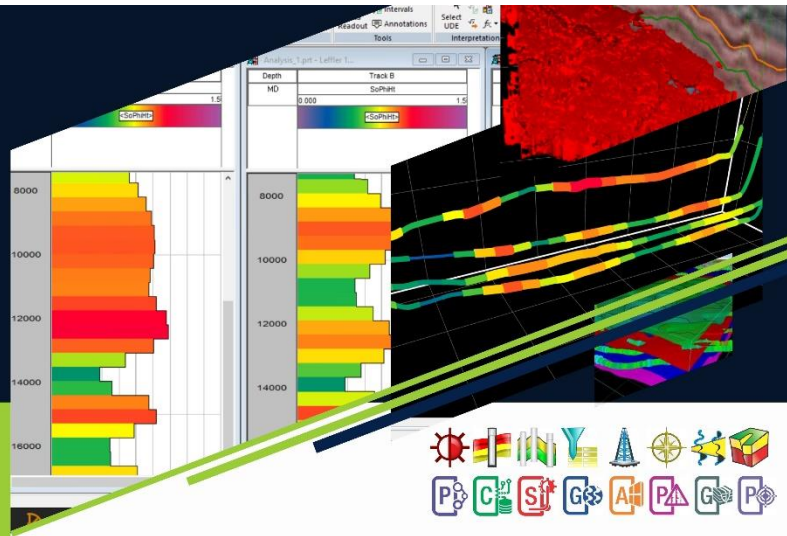 Intervals
Readout Annotations
Tools
Select
UDE
Interpretation
Analysis_1.prt - Leffler 1...
Depth
Track B
MD
SoPhiHt
1.5
0.000
1.5
<SoPhiHt>
<SoPhiHt>
8000
10000
12000
14000
16000
8000
10000
12000
14000
P
C
S
G
A
P
G
P